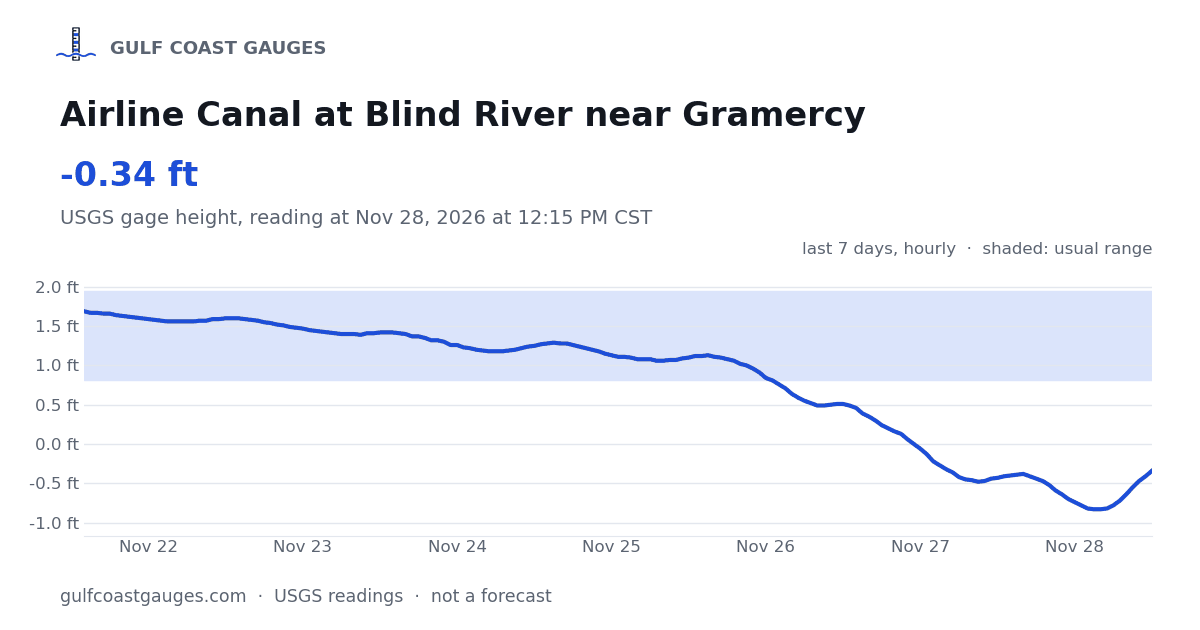 GULF COAST GAUGES
Airline Canal at Blind River near Gramercy
-0.34 ft
USGS gage height, reading at Nov 28, 2026 at 12:15 PM CST
last 7 days, hourly · shaded: usual range
2.0 ft
1.5 ft
1.0 ft
0.5 ft
0.0 ft
-0.5 ft
-1.0 ft
Nov 22 Nov 23 Nov 24 Nov 25 Nov 26 Nov 27 Nov 28
gulfcoastgauges.com · USGS readings · not a forecast